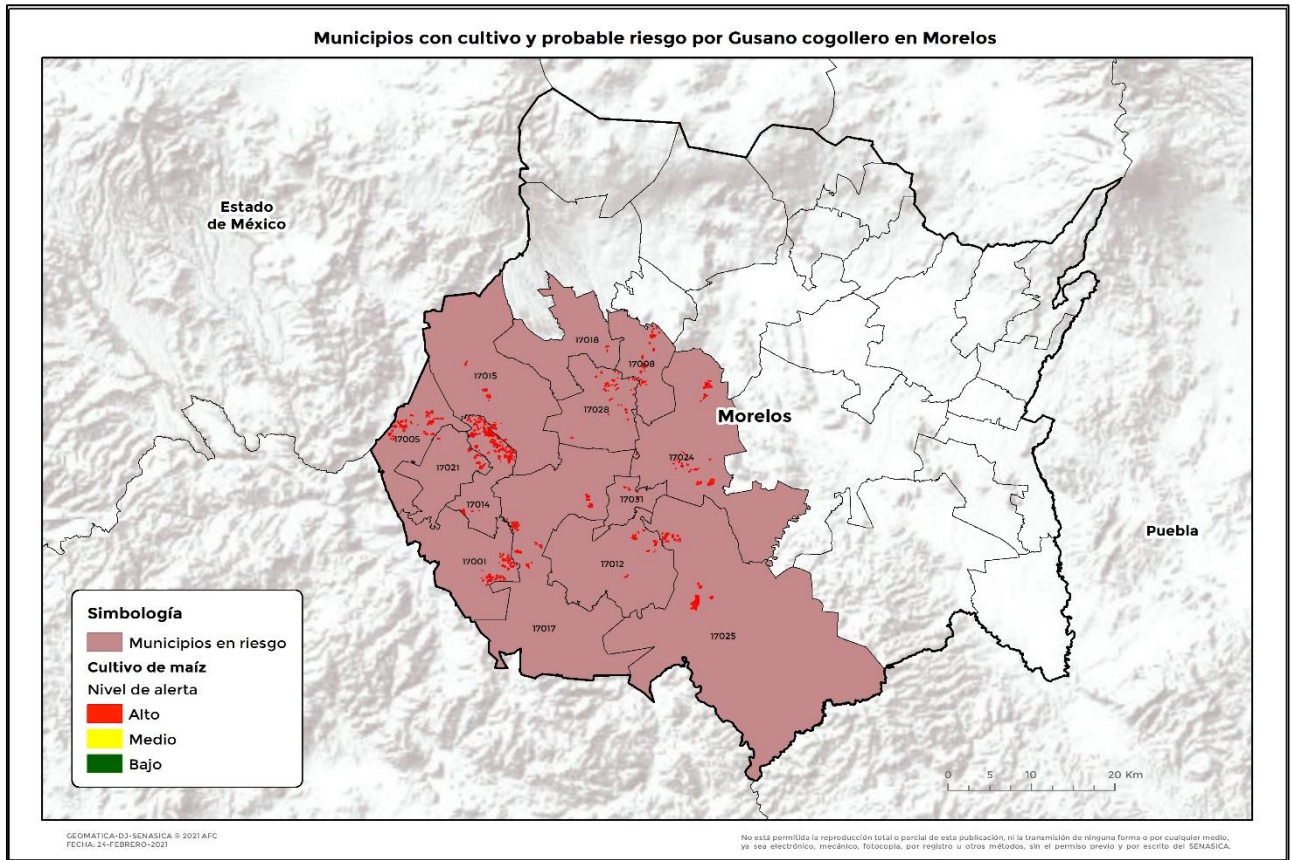 Municipios con cultivo y probable riesgo por Gusano cogollero en Morelos
Estado
de México
17018
17008
17015
17028
Morelos
17005
17024
17021
17031
17014
Puebla
17001
17012
17025
17017
Simbología
Municipios en riesgo
Cultivo de maíz
Nivel de alerta
Alto
Medio
Bajo
0 5 10 20 Km
GEOMATICA-DJ-SENASICA © 2021 AFC
FECHA: 24-FEBRERO-2021
No está permitida la reproducción total o parcial de esta publicación, ni la transmisión de ninguna forma o por cualquier medio,
ya sea electrónico, mecánico, fotocopia, por registro u otros métodos, sin el permiso previo y por escrito del SENASICA.